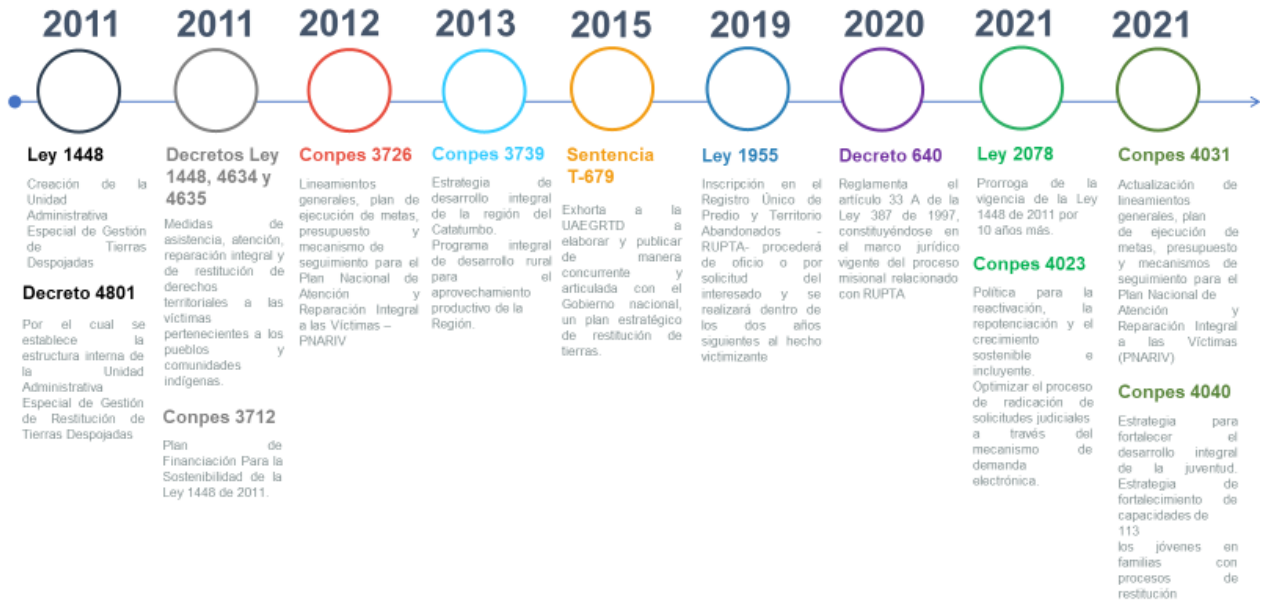 2011
Ley 1448
Creación de la
Unidad
Administrativa
Especial de Gestión
de Tierras
Despojadas
Decreto 4801
Por el cual se
establece la
estructura interna de
la Unidad
Administrativa
Especial de Gestión
de Restitución de
Tierras Despojadas
2011
Decretos Ley
1448, 4634 y
4635
Medidas de
asistencia, atención,
reparación integral y
de restitución de
derechos
territoriales a las
víctimas
pertenecientes a los
pueblos y
comunidades
indígenas.
Conpes 3712
Plan de
Financiación Para la
Sostenibilidad de la
Ley 1448 de 2011.
2012
Conpes 3726
Lineamientos
generales, plan de
ejecución de metas,
presupuesto y
mecanismo de
seguimiento para el
Plan Nacional de
Atención y
Reparación Integral
a las Víctimas –
PNARIV
2013
Conpes 3739
Estrategia de
desarrollo integral
de la región del
Catatumbo.
Programa integral
de desarrollo rural
para el
aprovechamiento
productivo de la
Región.
2015
Sentencia
T-679
Exhorta a la
UAEGRTD a
elaborar y publicar
de manera
concurrente y
articulada con el
Gobierno nacional,
un plan estratégico
de restitución de
tierras.
2019
Ley 1955
Inscripción en el
Registro Único de
Predio y Territorio
Abandonados -
RUPTA- procederá
de oficio o por
solicitud del
interesado y se
realizará dentro de
los dos años
siguientes al hecho
victimizante
2020
Decreto 640
Reglamenta el
artículo 33 A de la
Ley 387 de 1997,
constituyéndose en
el marco jurídico
vigente del proceso
misional relacionado
con RUPTA
2021
Ley 2078
Prorroga de la
vigencia de la Ley
1448 de 2011 por
10 años más.
Conpes 4023
Política para la
reactivación, la
repotenciación y el
crecimiento
sostenible e
incluyente.
Optimizar el proceso
de radicación de
solicitudes judiciales
a través del
mecanismo de
demanda
electrónica.
2021
Conpes 4031
Actualización de
lineamientos
generales, plan
de ejecución de
metas, presupuesto
y mecanismos de
seguimiento para el
Plan Nacional de
Atención y
Reparación Integral
a las Víctimas
(PNARIV)
Conpes 4040
Estrategia para
fortalecer el
desarrollo integral
de la juventud.
Estrategia de
fortalecimiento de
capacidades de
113
los jóvenes en
familias con
procesos de
restitución